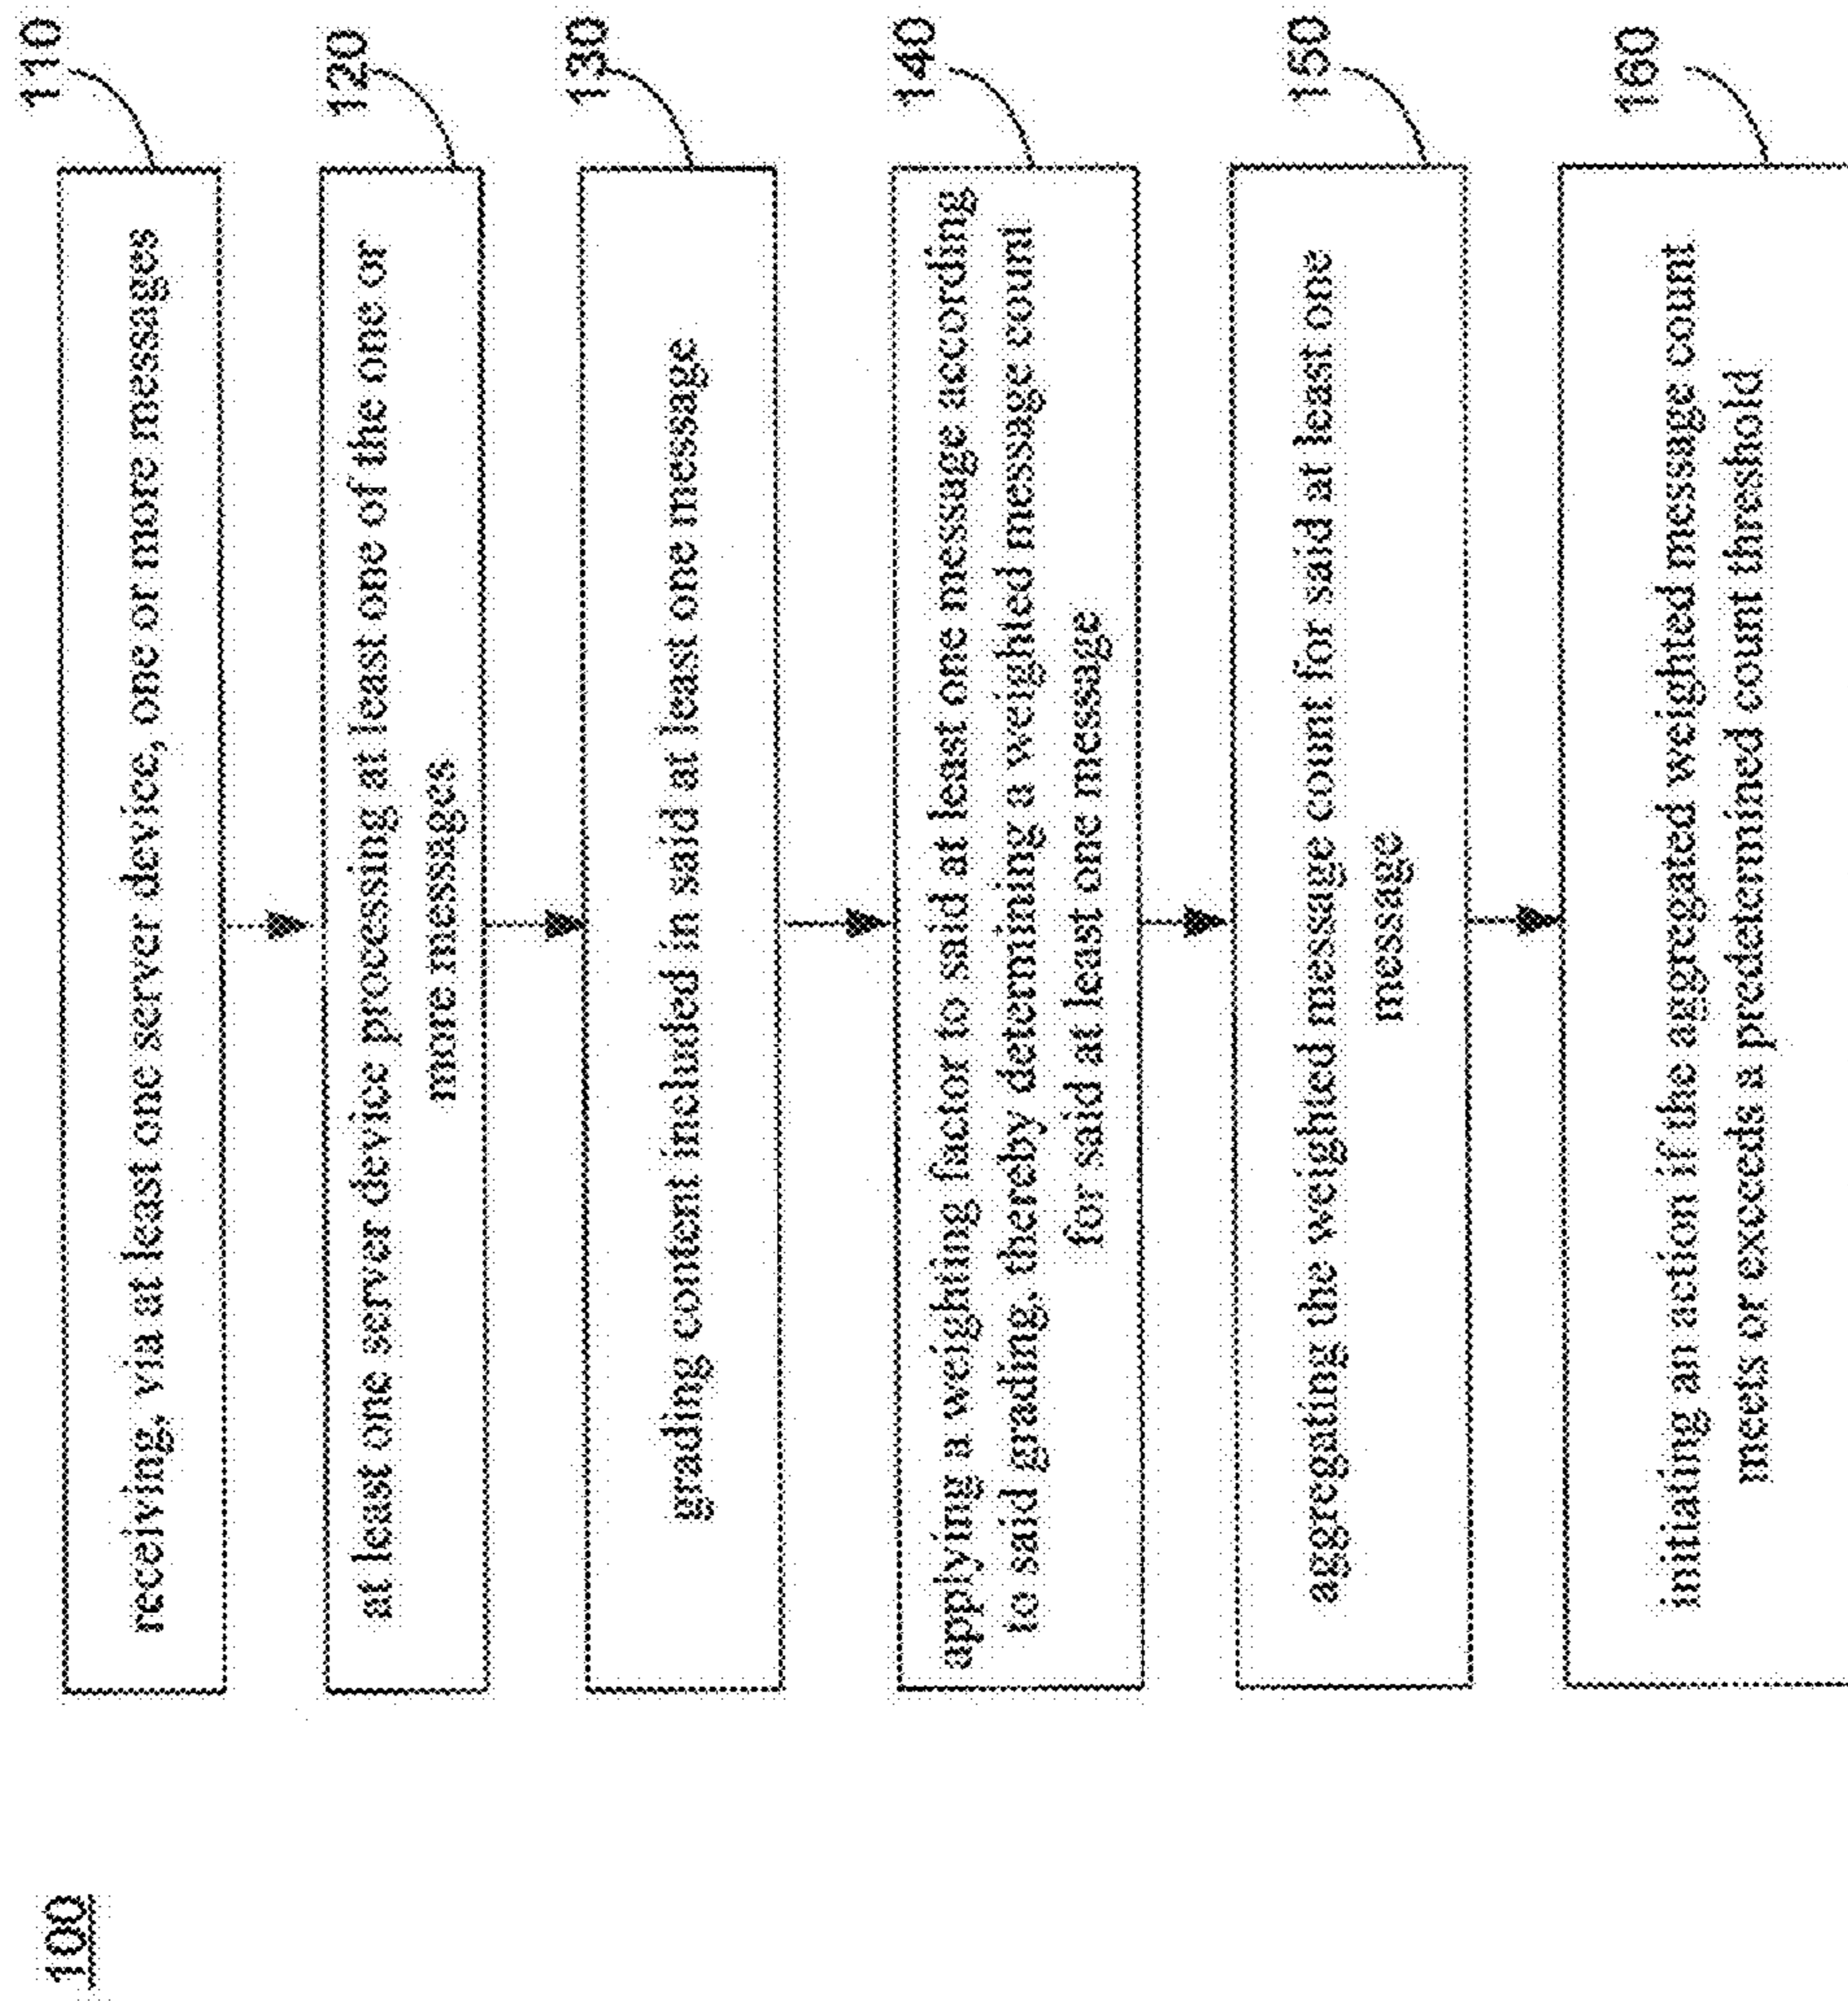 100
110
receiving, via at least one server device, one or more messages
120
at least one server device processing at least one of the one or
more messages
130
grading content included in said at least one message
140
applying a weighting factor to said at least one message according
to said grading, thereby determining a weighted message count
for said at least one message
150
aggregating the weighted message count for said at least one
message
160
initiating an action if the aggregated weighted message count
meets or exceeds a predetermined count threshold